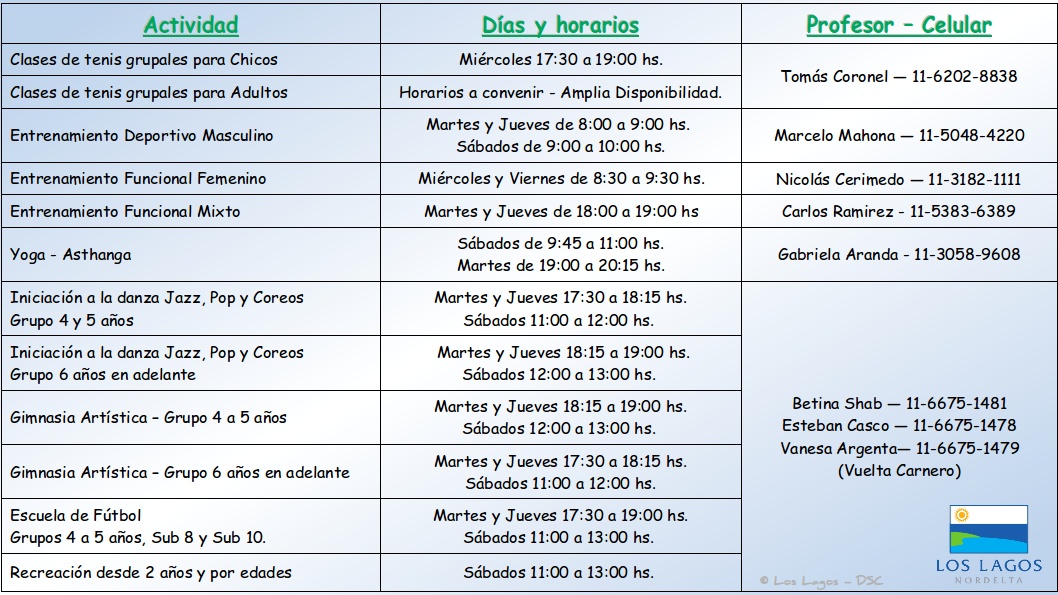 Actividad
Días y horarios
Profesor – Celular
Clases de tenis grupales para Chicos
Miércoles 17:30 a 19:00 hs.
Tomás Coronel — 11-6202-8838
Clases de tenis grupales para Adultos
Horarios a convenir - Amplia Disponibilidad.
Entrenamiento Deportivo Masculino
Martes y Jueves de 8:00 a 9:00 hs.
Sábados de 9:00 a 10:00 hs.
Marcelo Mahona — 11-5048-4220
Entrenamiento Funcional Femenino
Miércoles y Viernes de 8:30 a 9:30 hs.
Nicolás Cerimedo — 11-3182-1111
Entrenamiento Funcional Mixto
Martes y Jueves de 18:00 a 19:00 hs
Carlos Ramirez - 11-5383-6389
Yoga - Asthanga
Sábados de 9:45 a 11:00 hs.
Martes de 19:00 a 20:15 hs.
Gabriela Aranda - 11-3058-9608
Iniciación a la danza Jazz, Pop y Coreos
Grupo 4 y 5 años
Martes y Jueves 17:30 a 18:15 hs.
Sábados 11:00 a 12:00 hs.
Iniciación a la danza Jazz, Pop y Coreos
Grupo 6 años en adelante
Martes y Jueves 18:15 a 19:00 hs.
Sábados 12:00 a 13:00 hs.
Gimnasia Artística – Grupo 4 a 5 años
Martes y Jueves 18:15 a 19:00 hs.
Sábados 12:00 a 13:00 hs.
Gimnasia Artística – Grupo 6 años en adelante
Martes y Jueves 17:30 a 18:15 hs.
Sábados 11:00 a 12:00 hs.
Escuela de Fútbol
Grupos 4 a 5 años, Sub 8 y Sub 10.
Martes y Jueves 17:30 a 19:00 hs.
Sábados 11:00 a 13:00 hs.
Recreación desde 2 años y por edades
Sábados 11:00 a 13:00 hs.
Betina Shab — 11-6675-1481
Esteban Casco — 11-6675-1478
Vanesa Argenta— 11-6675-1479
(Vuelta Carnero)
LOS LAGOS
NORDELTA
© Los Lagos – DSC